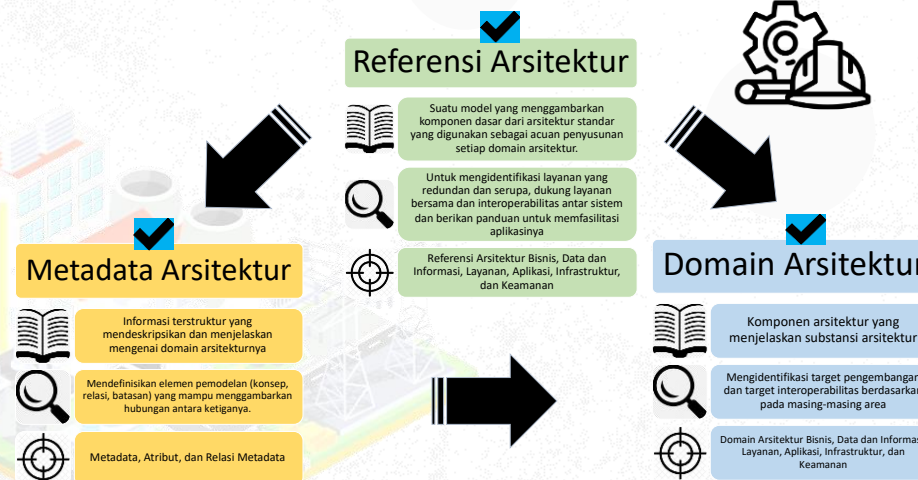 Referensi Arsitektur
Suatu model yang menggambarkan
komponen dasar dari arsitektur standar
yang digunakan sebagai acuan penyusunan
setiap domain arsitektur.
Untuk mengidentifikasi layanan yang
redundan dan serupa, dukung layanan
bersama dan interoperabilitas antar sistem
dan berikan panduan untuk memfasilitasi
aplikasinya
Referensi Arsitektur Bisnis, Data dan
Informasi, Layanan, Aplikasi, Infrastruktur,
dan Keamanan
Metadata Arsitektur
Informasi terstruktur yang
mendeskripsikan dan menjelaskan
mengenai domain arsitekturnya
Mendefinisikan elemen pemodelan (konsep,
relasi, batasan) yang mampu menggambarkan
hubungan antara ketiganya.
Metadata, Atribut, dan Relasi Metadata
Domain Arsitektur
Komponen arsitektur yang
menjelaskan substansi arsitektur
Mengidentifikasi target pengembangan
dan target interoperabilitas berdasarkan
pada masing-masing area
Domain Arsitektur Bisnis, Data dan Informasi
Layanan, Aplikasi, Infrastruktur, dan
Keamanan